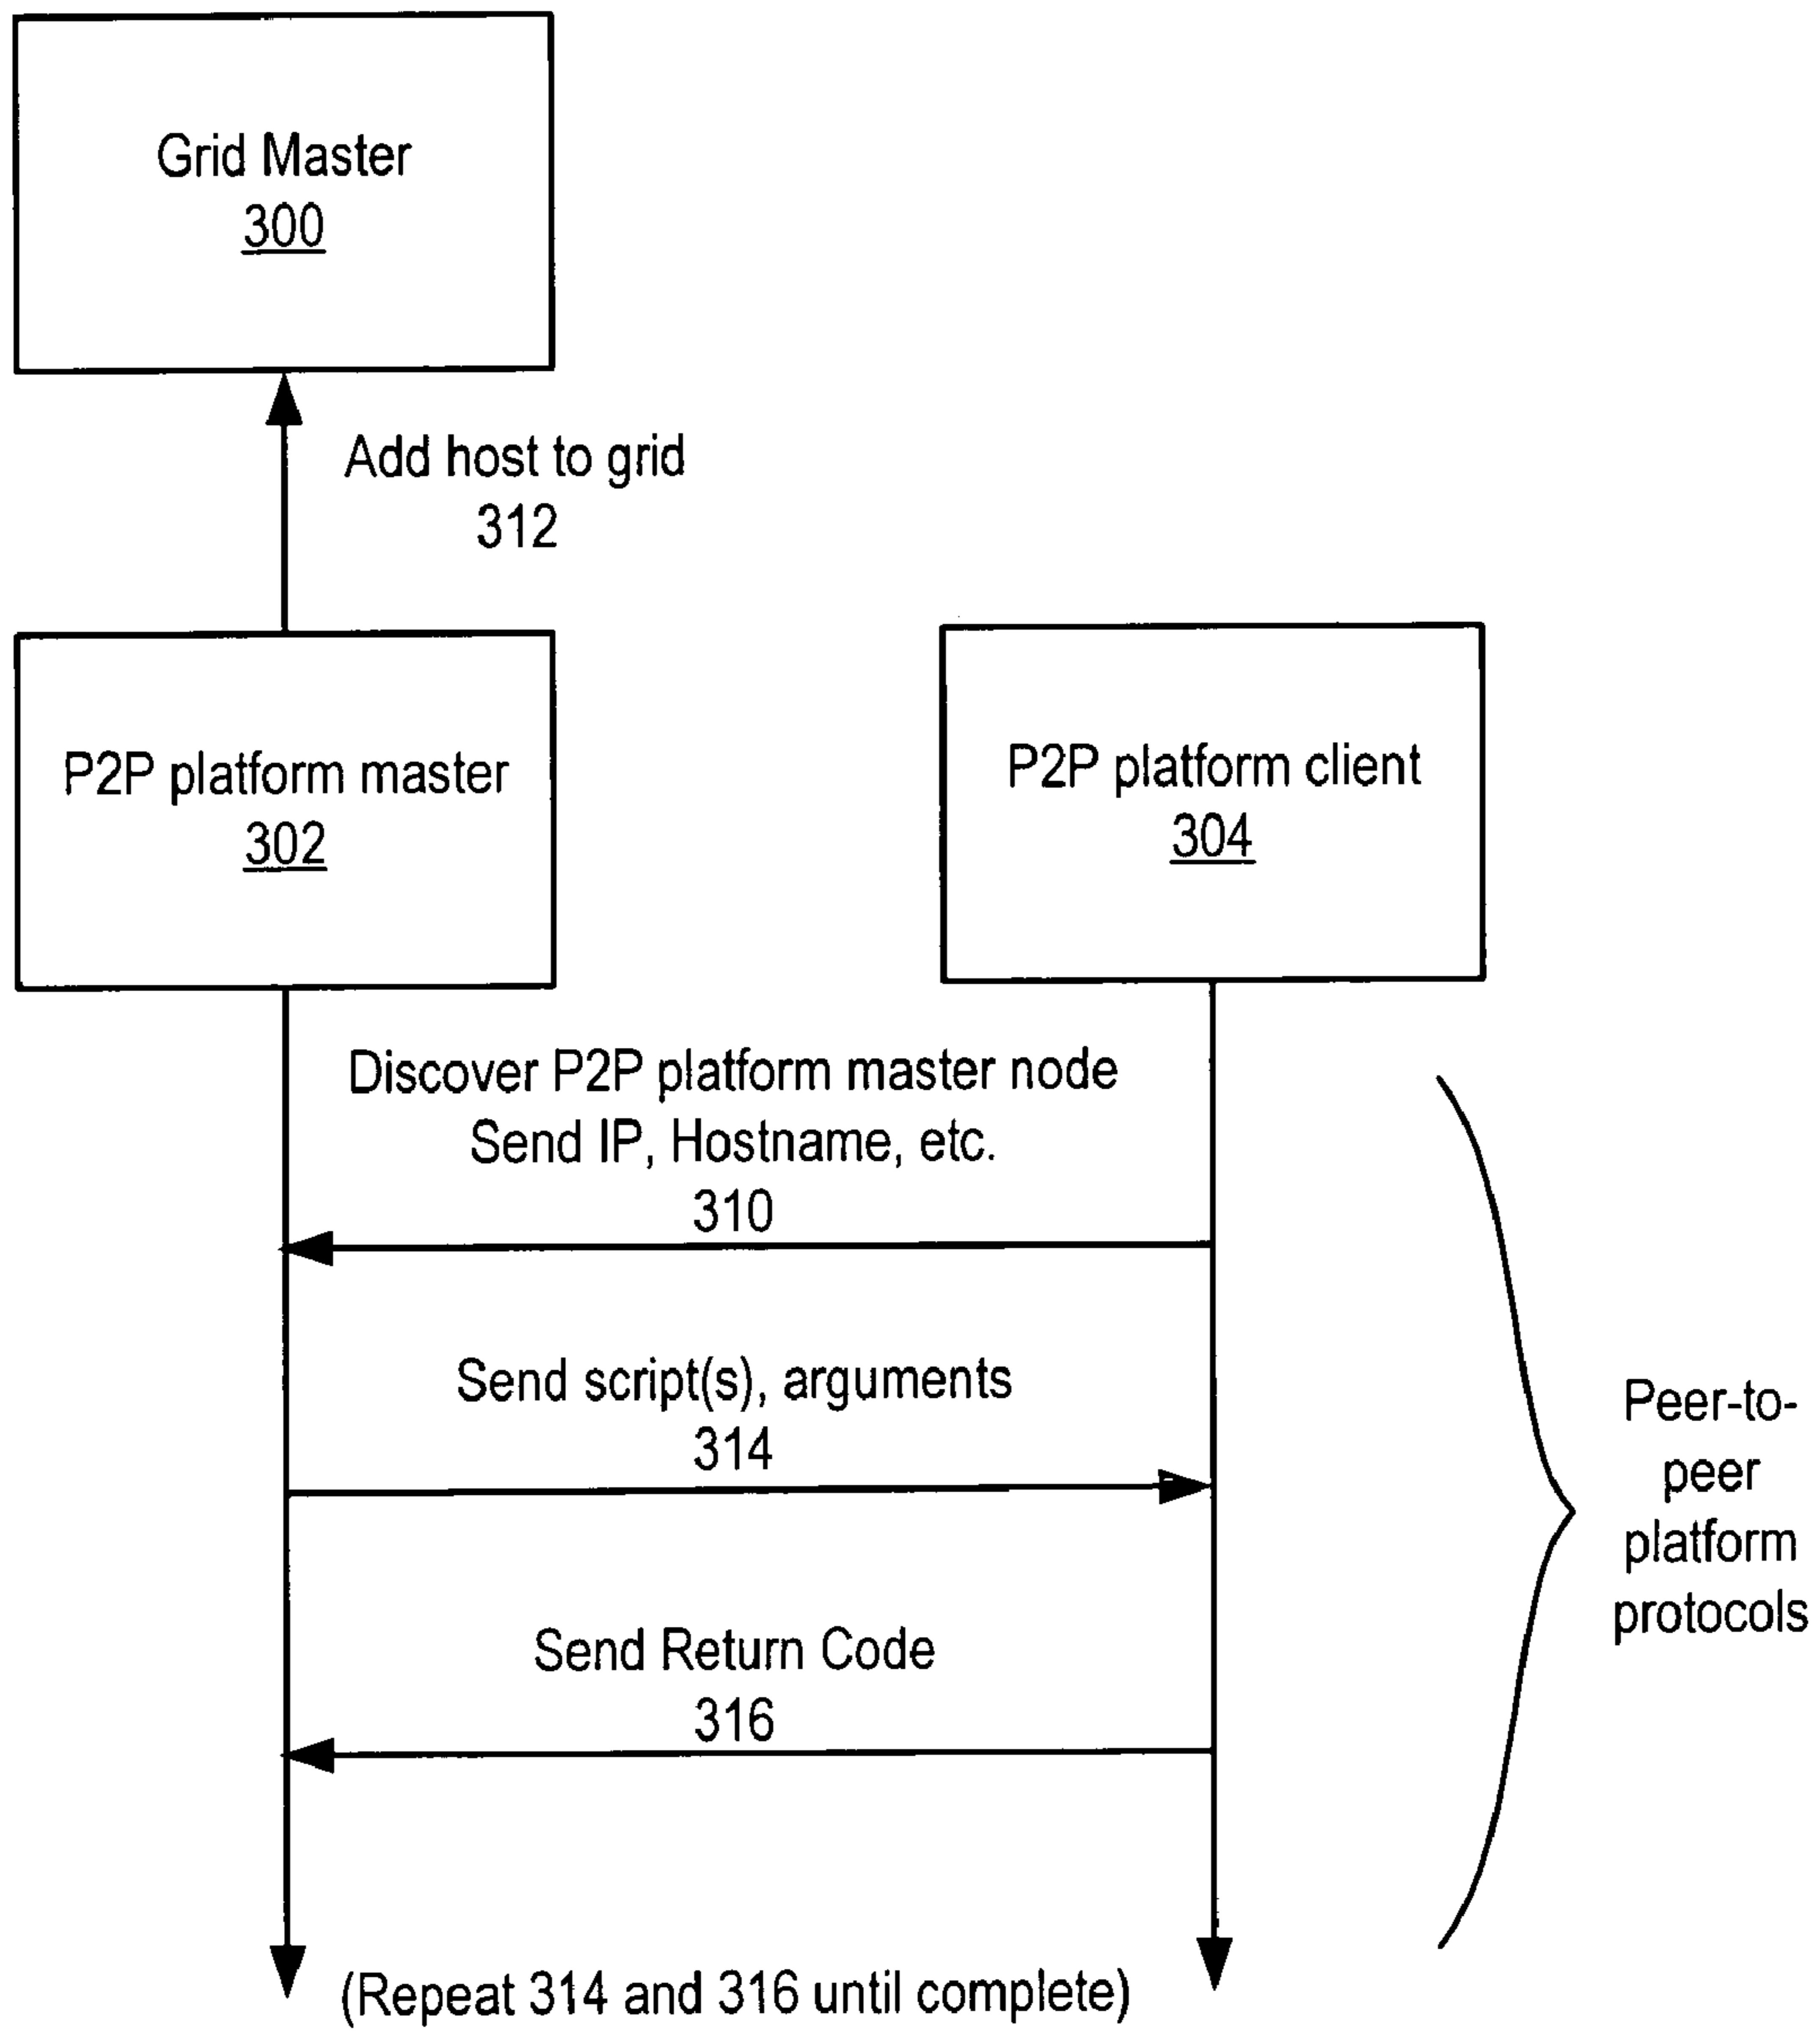 Grid Master
300
Add host to grid
312
P2P platform master
302
P2P platform client
304
Discover P2P platform master node
Send IP, Hostname, etc.
310
Send script(s), arguments
314
Send Return Code
316
(Repeat 314 and 316 until complete)
Peer-to-
peer
platform
protocols